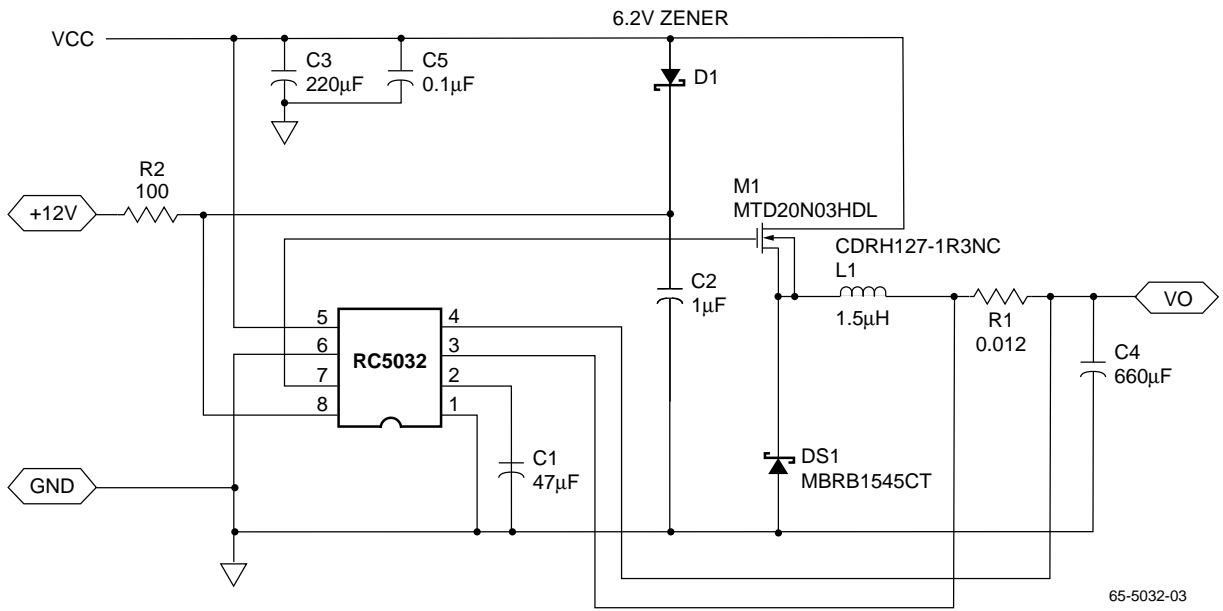 6.2V ZENER
VCC
C3
220μF
C5
0.1μF
D1
R2
100
+12V
M1
MTD20N03HDL
CDRH127-1R3NC
L1
1.5μH
C2
1μF
R1
0.012
VO
C4
660μF
5
6
7
8
RC5032
4
3
2
1
C1
47μF
DS1
MBRB1545CT
GND
65-5032-03